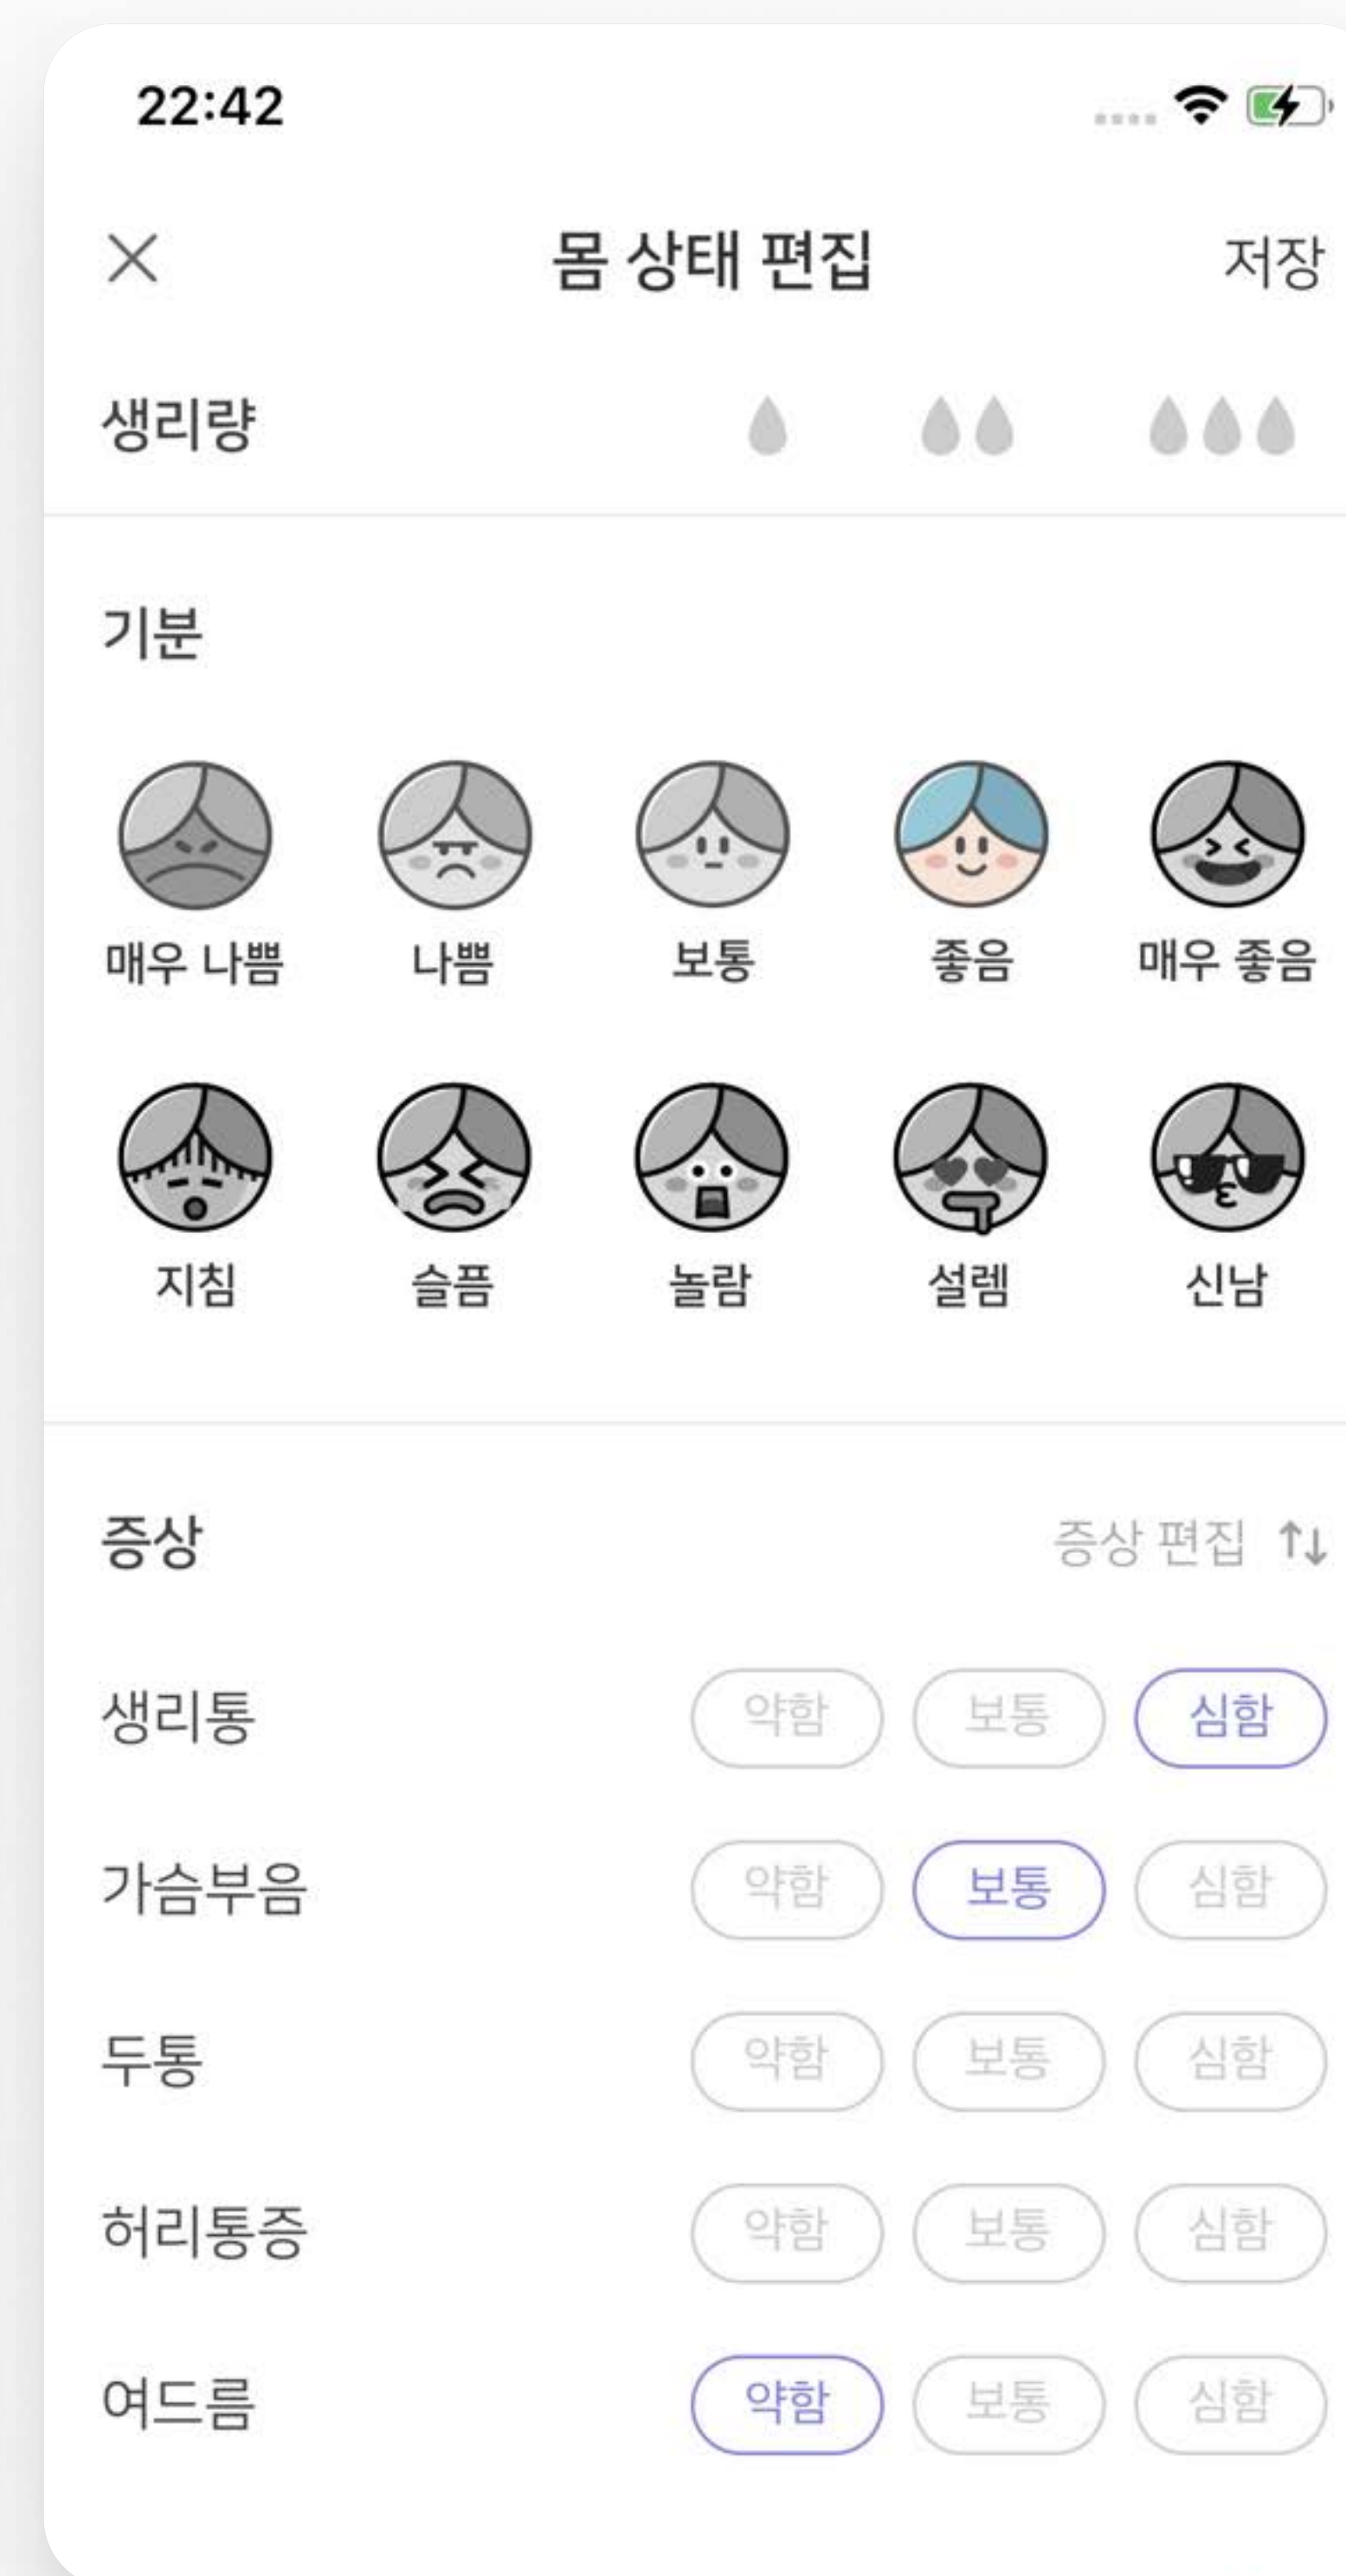 22:42
몸 상태 편집 저장
생리량
기분
매우 나쁨 나쁨 보통 좋음 매우 좋음
지침 슬픔 놀람 설렘 신남
증상 증상 편집
생리통 약함 보통 심함
가슴부음 약함 보통 심함
두통 약함 보통 심함
허리통증 약함 보통 심함
여드름 약함 보통 심함